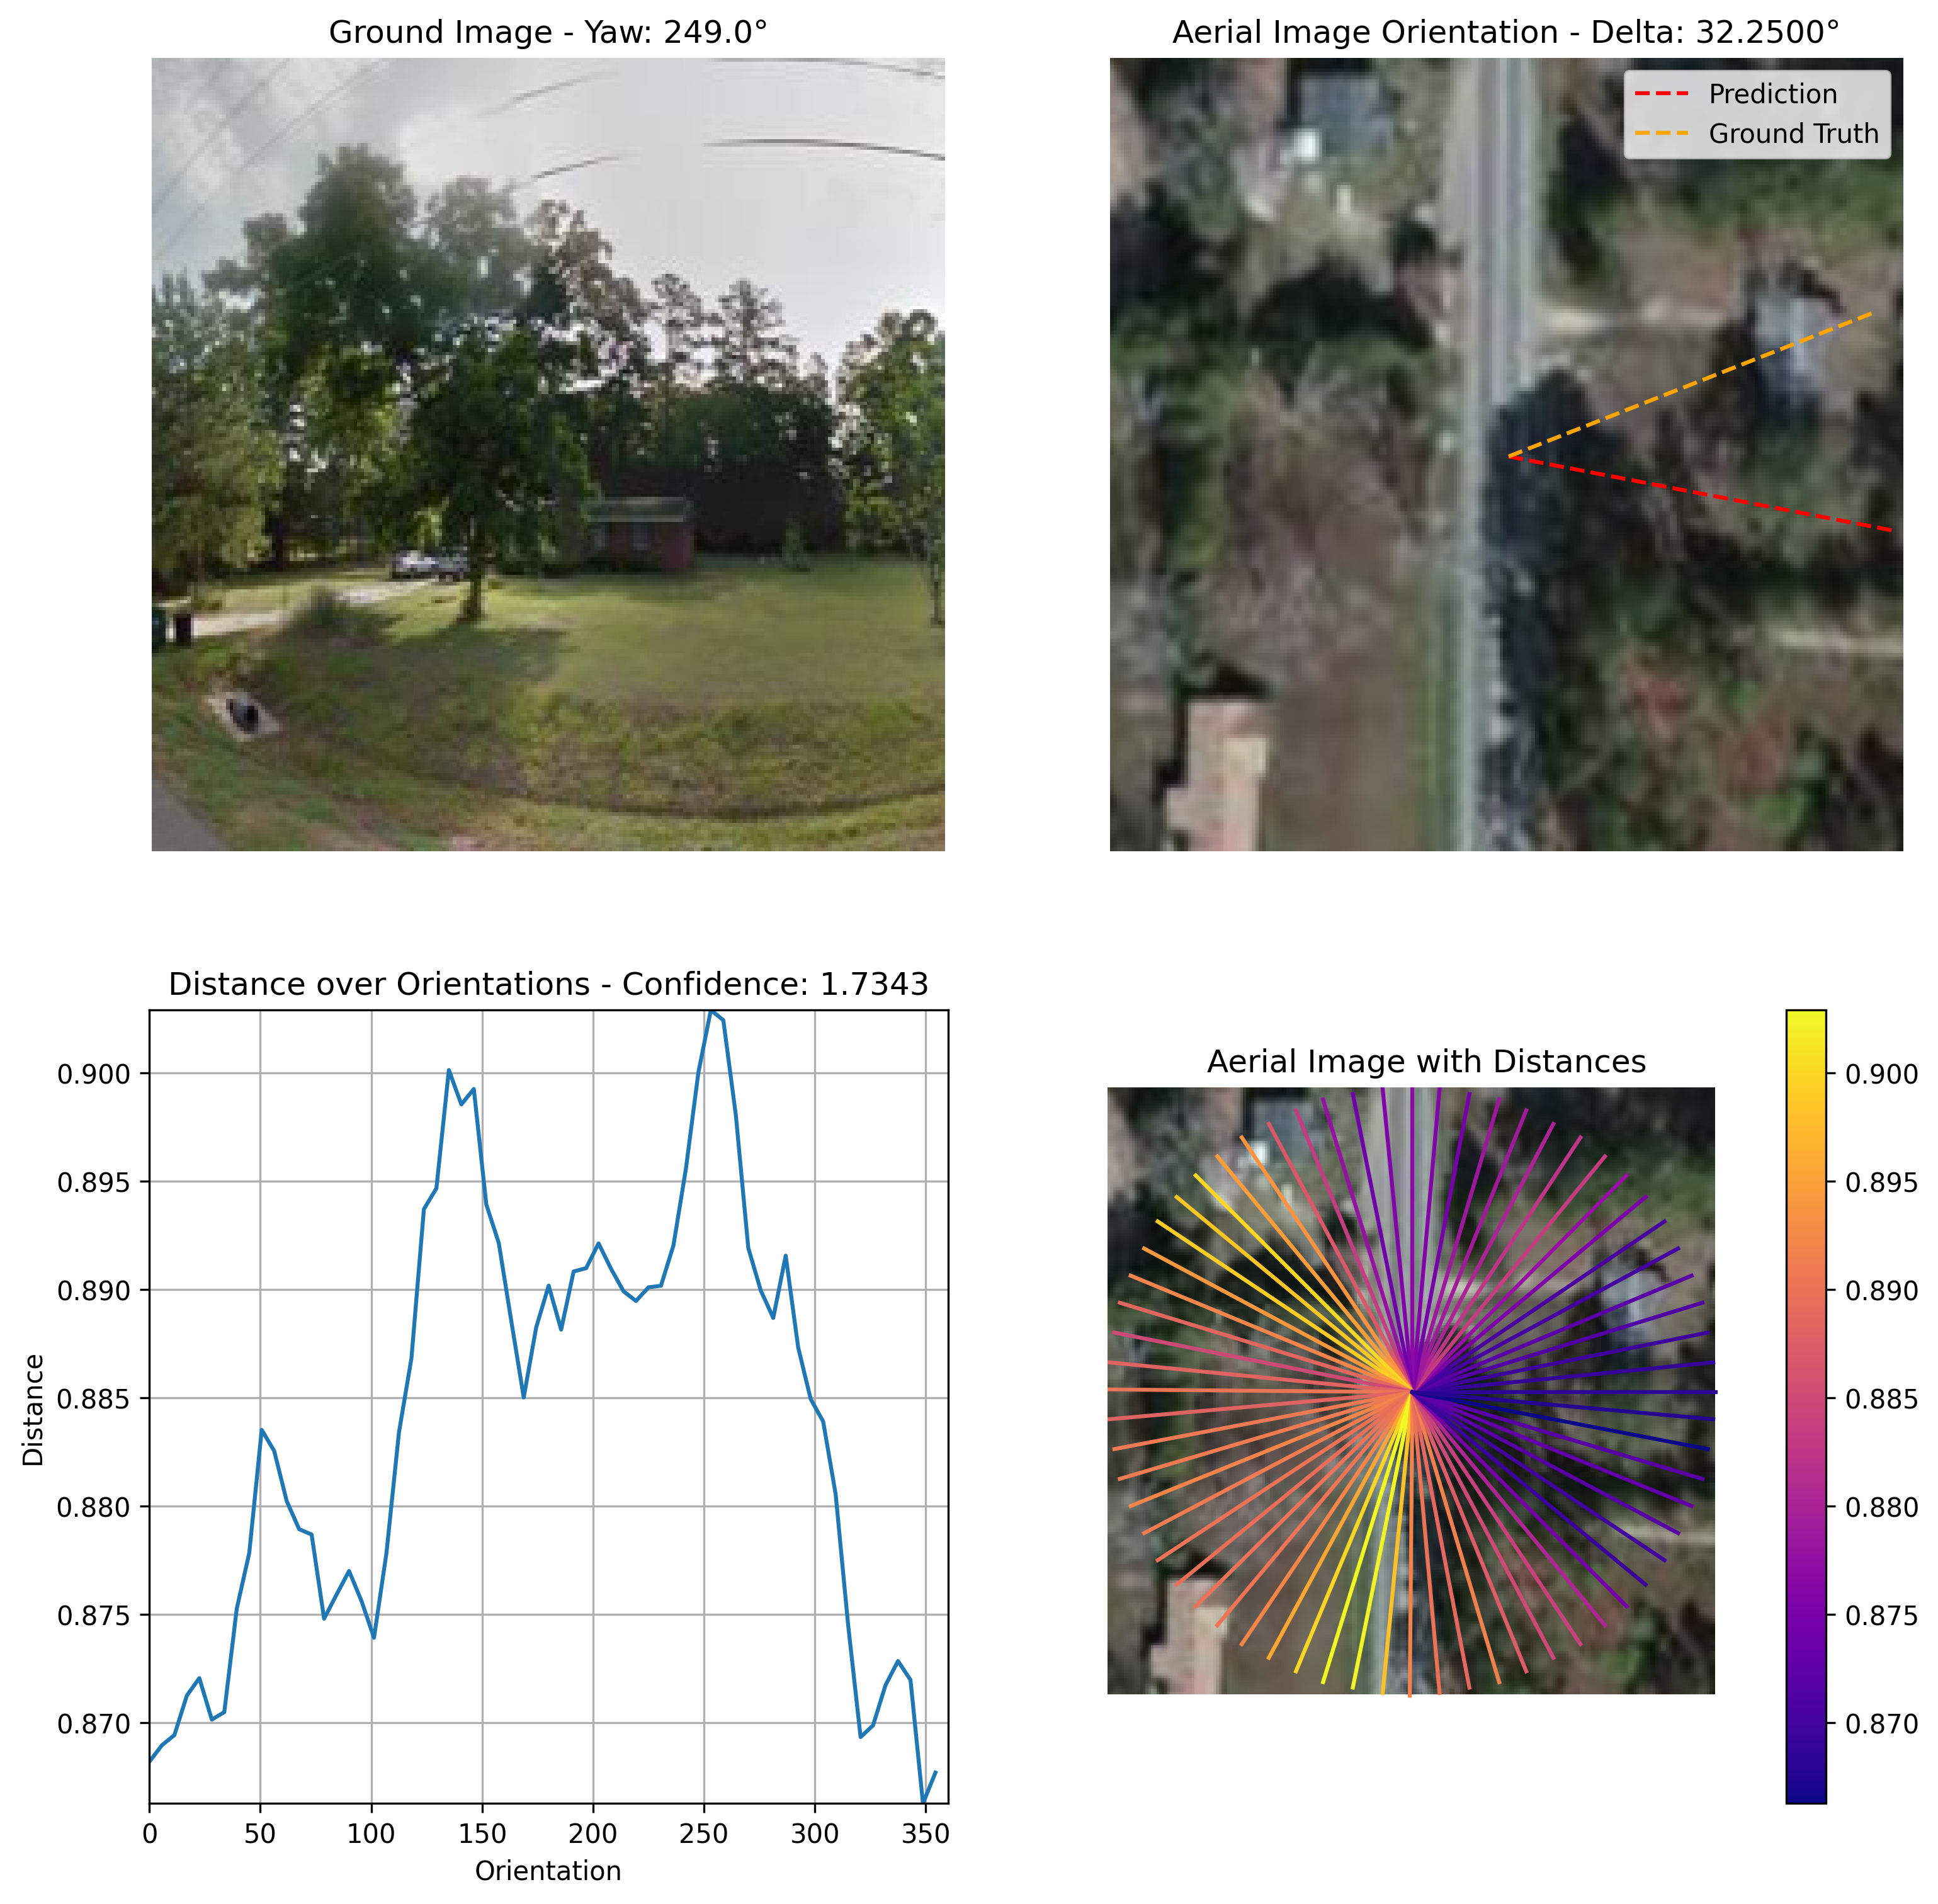 Ground Image - Yaw: 249.0°
Aerial Image Orientation - Delta: 32.2500°
Prediction
Ground Truth
Distance over Orientations - Confidence: 1.7343
0.900
0.895
0.890
0.885
0.880
0.875
0.870
Distance
0 50 100 150 200 250 300 350
Orientation
Aerial Image with Distances
0.900
0.895
0.890
0.885
0.880
0.875
0.870